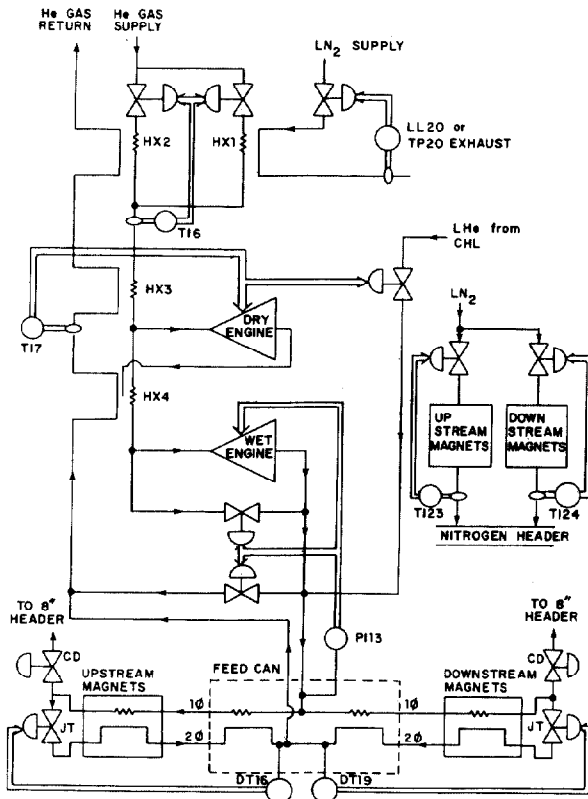 He GAS RETURN
He GAS SUPPLY
LN2 SUPPLY
HX2
HX1
LL20 or
TP20 EXHAUST
TI6
LHe from
CHL
HX3
DRY
ENGINE
TI7
LN2
HX4
WET
ENGINE
UP
STREAM
MAGNETS
DOWN
STREAM
MAGNETS
TI23
TI24
NITROGEN HEADER
PI13
TO 8"
HEADER
TO 8"
HEADER
CD
UPSTREAM
MAGNETS
FEED CAN
DOWNSTREAM
MAGNETS
CD
1Ø
1Ø
JT
2Ø
2Ø
JT
DT16
DT19